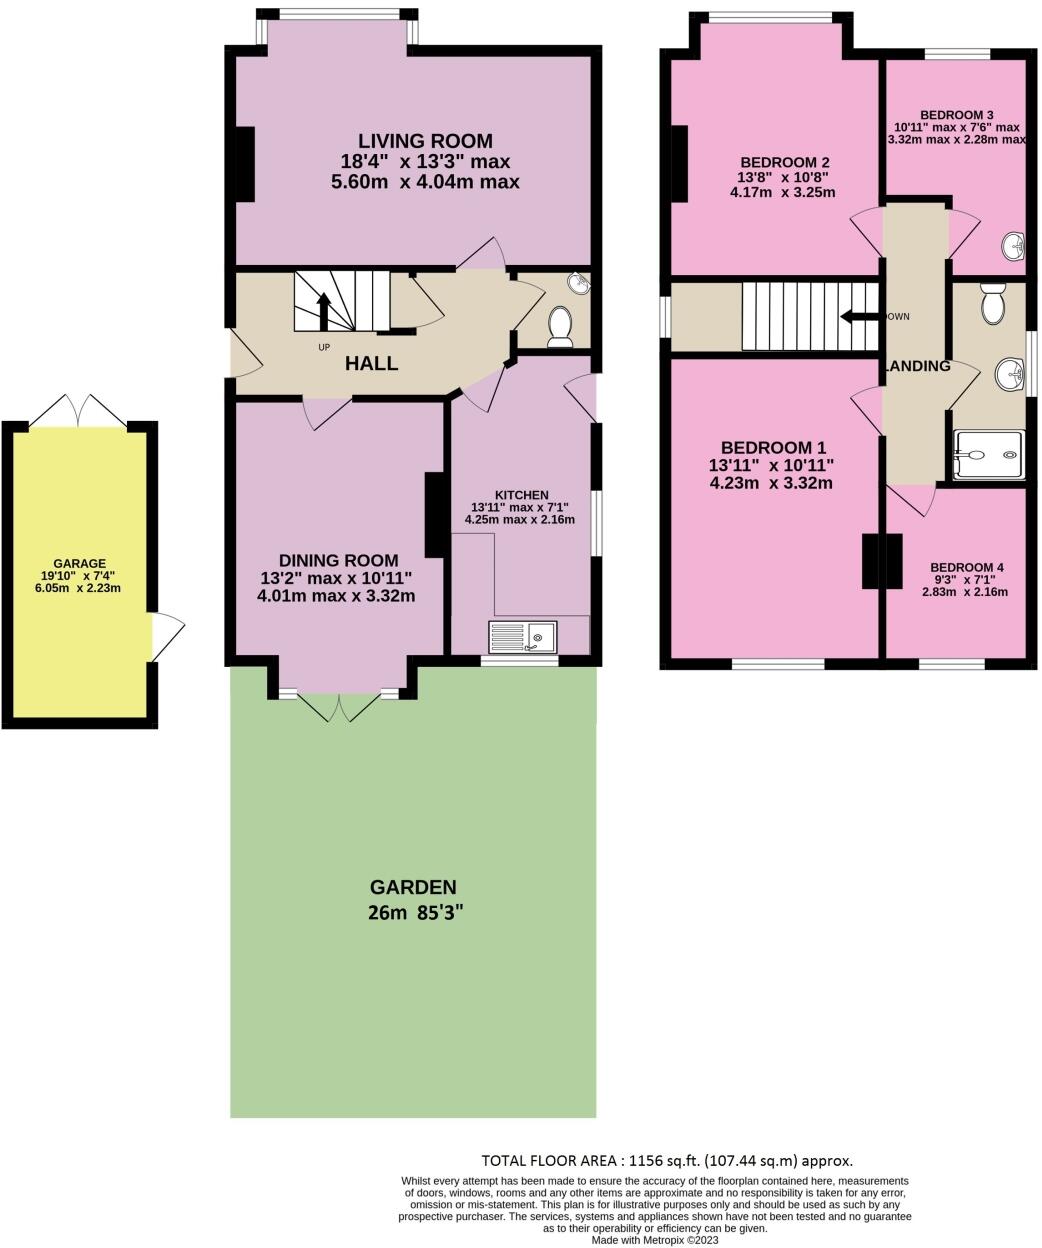 LIVING ROOM
18'4"  x 13'3" max
5.60m  x 4.04m max
UP
HALL
DINING ROOM
13'2" max x 10'11"
4.01m max x 3.32m
KITCHEN
13'11" max x 7'1"
4.25m max x 2.16m
GARAGE
19'10"  x 7'4"
6.05m  x 2.23m
GARDEN
26m  85'3"
BEDROOM 2
13'8"  x 10'8"
4.17m  x 3.25m
BEDROOM 3
10'11" max x 7'6" max
3.32m max x 2.28m max
DOWN
LANDING
BEDROOM 1
13'11"  x 10'11"
4.23m  x 3.32m
BEDROOM 4
9'3"  x 7'1"
2.83m  x 2.16m
TOTAL FLOOR AREA : 1156 sq.ft. (107.44 sq.m) approx.
Whilst every attempt has been made to ensure the accuracy of the floorplan contained here, measurements
of doors, windows, rooms and any other items are approximate and no responsibility is taken for any error,
omission or mis-statement. This plan is for illustrative purposes only and should be used as such by any
prospective purchaser. The services, systems and appliances shown have not been tested and no guarantee
as to their operability or efficiency can be given.
Made with Metropix ©2023